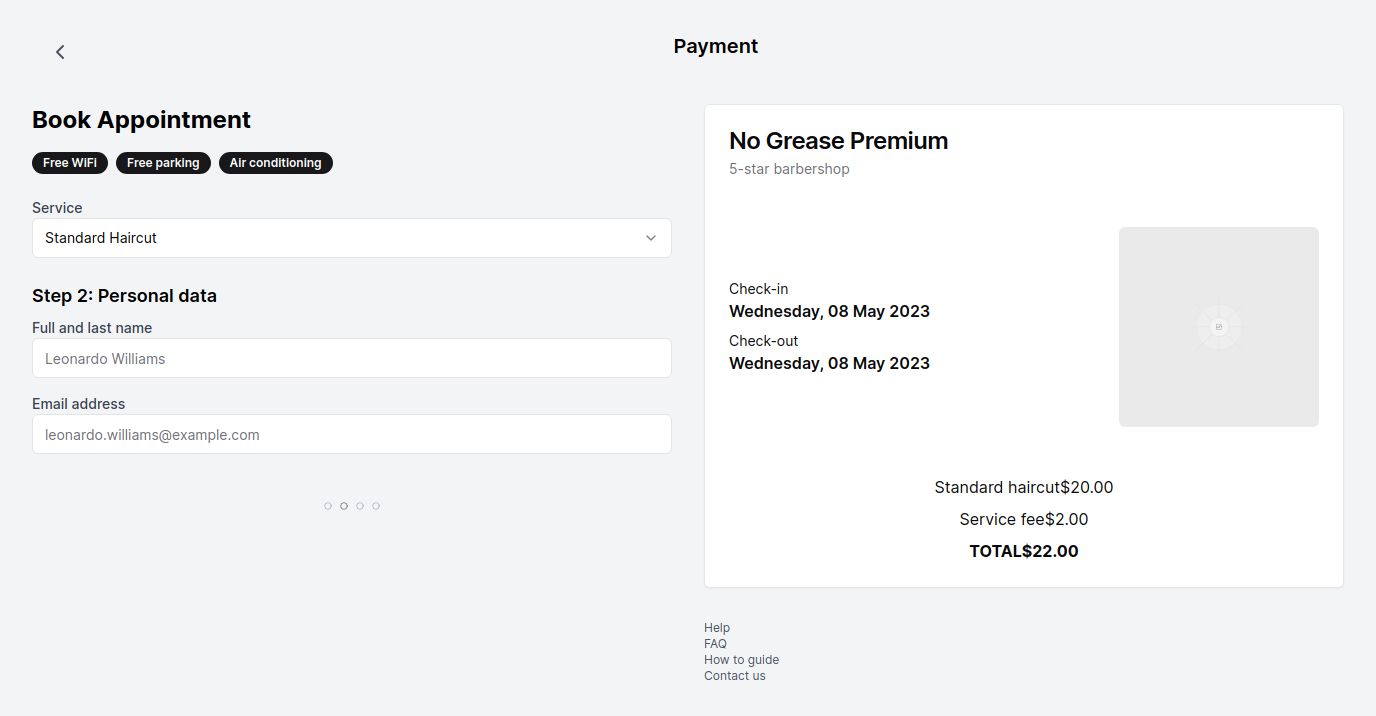 Payment
Book Appointment
Free WiFi Free parking Air conditioning
Service
Standard Haircut
Step 2: Personal data
Full and last name
Leonardo Williams
Email address
leonardo.williams@example.com
No Grease Premium
5-star barbershop
Check-in
Wednesday, 08 May 2023
Check-out
Wednesday, 08 May 2023
Standard haircut$20.00
Service fee$2.00
TOTAL$22.00
Help
FAQ
How to guide
Contact us